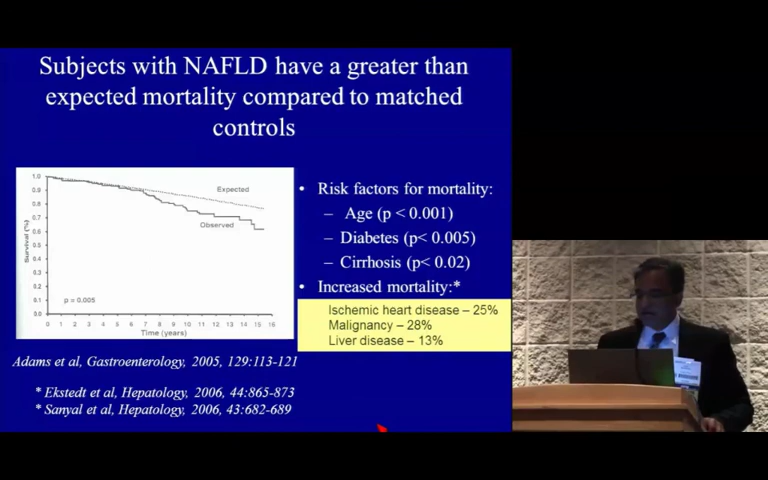 Subjects with NAFLD have a greater than
expected mortality compared to matched
controls
1.0
0.9
0.8
0.7
0.6
0.5
0.4
0.3
0.2
0.1
0.0
Survival (%)
Expected
Observed
p = 0.005
0 1 2 3 4 5 6 7 8 9 10 11 12 13 14 15 16
Time (years)
• Risk factors for mortality:
– Age (p < 0.001)
– Diabetes (p< 0.005)
– Cirrhosis (p< 0.02)
• Increased mortality:*
Ischemic heart disease – 25%
Malignancy – 28%
Liver disease – 13%
Adams et al, Gastroenterology, 2005, 129:113-121
* Ekstedt et al, Hepatology, 2006, 44:865-873
* Sanyal et al, Hepatology, 2006, 43:682-689